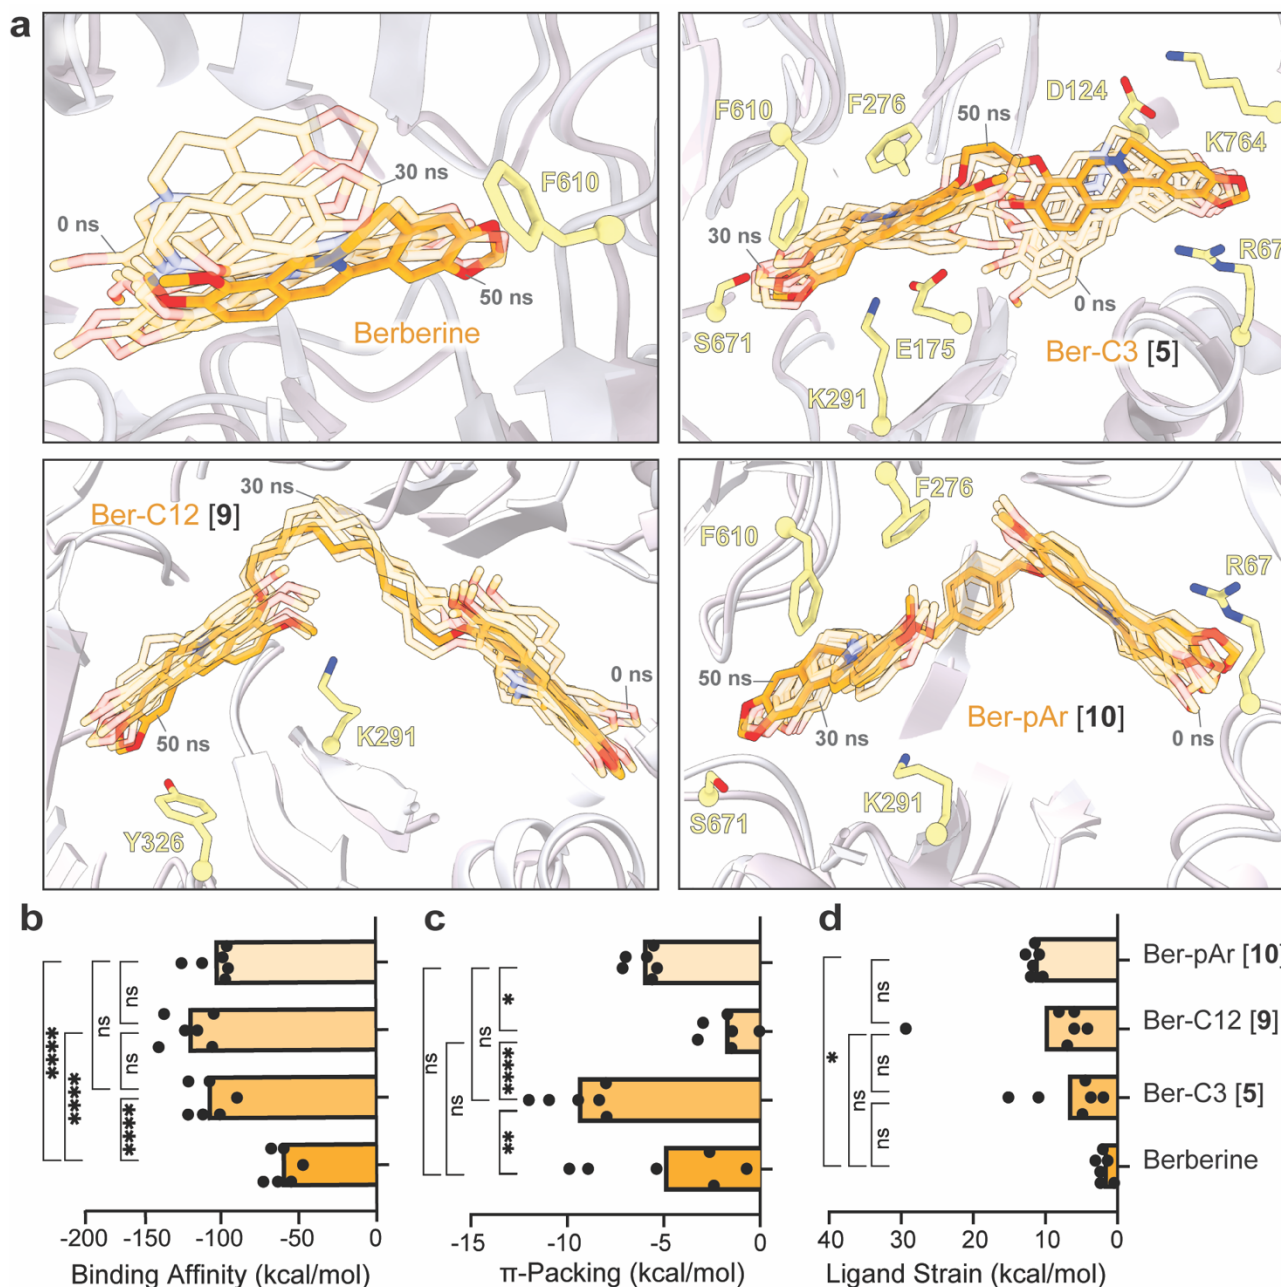 a
0 ns
30 ns
F610
50 ns
Berberine
F610
F276
50 ns
D124
K764
30 ns
R67
0 ns
S671
E175
K291
Ber-C3 [5]
30 ns
Ber-C12 [9]
0 ns
50 ns
K291
Y326
F276
F610
R67
50 ns
Ber-pAr [10]
30 ns
0 ns
K291
S671
b
****
****
ns
ns
ns
****
-200
-150
-100
-50
0
Binding Affinity (kcal/mol)
c
ns
ns
ns
*
****
**
-15
-10
-5
0
π-Packing (kcal/mol)
d
*
ns
ns
ns
ns
40
30
20
10
0
Ligand Strain (kcal/mol)
Ber-pAr [10]
Ber-C12 [9]
Ber-C3 [5]
Berberine